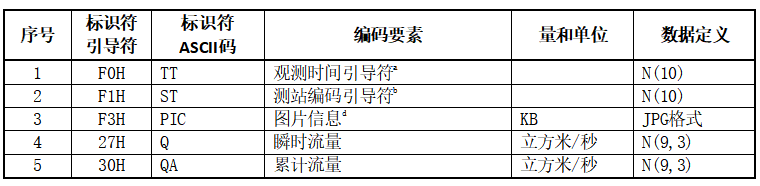 序号 标识符引导符 标识符ASCII码 编码要素 量和单位 数据定义
1 F0H TT 观测时间引导符a N(10)
2 F1H ST 测站编码引导符b N(10)
3 F3H PIC 图片信息d KB JPG格式
4 27H Q 瞬时流量 立方米/秒 N(9,3)
5 30H QA 累计流量 立方米/秒 N(9,3)